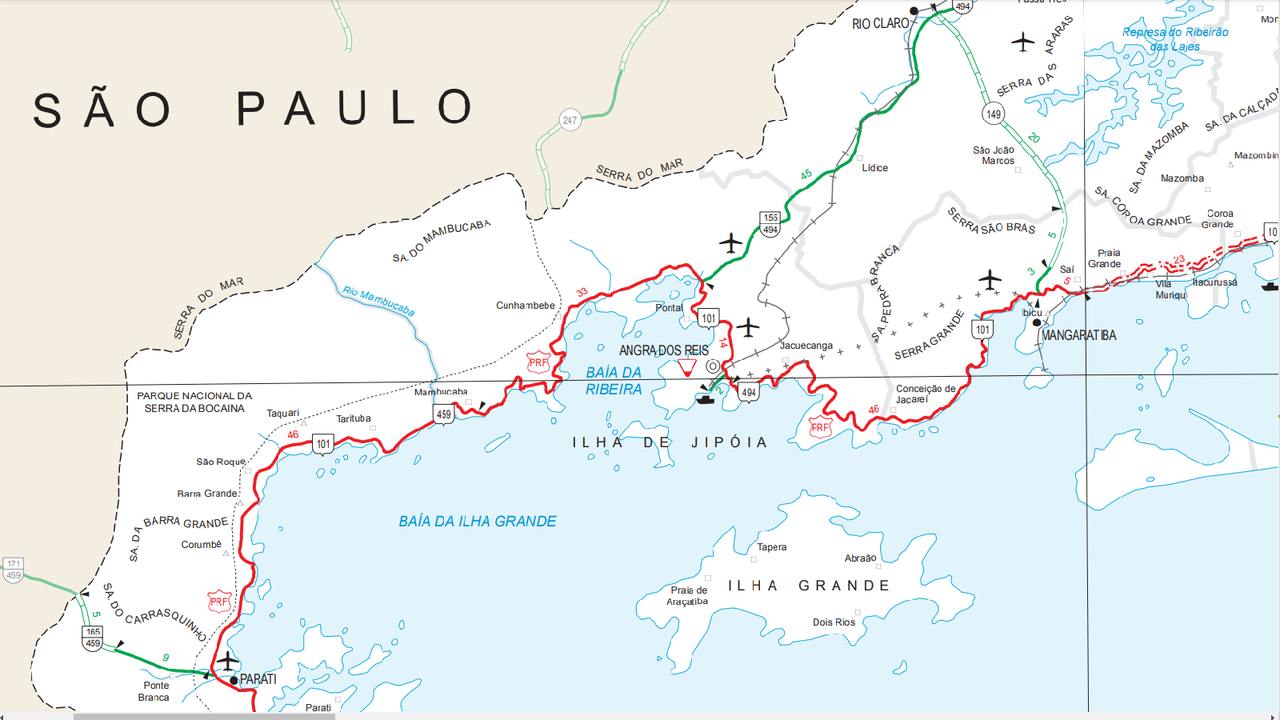 494
Passa Três
RIO CLARO
Represa do Ribeirão
das Lajes
SERRA DAS ARARAS
SÃO PAULO
247
149
20
SA. DA CALÇADA
SA. DA MAZOMBA
São João
Marcos
Mazomba
SERRA DO MAR
45
Lídice
SA. COROA GRANDE
Coroa
Grande
155
494
SERRA SÃO BRÁS
5
SA. DO MAMBUCABA
SA. PEDRA BRANCA
Praia
Grande
23
10
3
Saí
5
Vila
Muriqui
Itacurussá
SERRA DO MAR
Rio Mambucaba
33
Cunhambebe
Pontal
101
Ibicuí
MANGARATIBA
101
SERRA GRANDE
14
ANGRA DOS REIS
Jacuecanga
PRF
BAÍA DA
RIBEIRA
2
494
Conceição de
Jacareí
PARQUE NACIONAL DA
SERRA DA BOCAINA
Mambucaba
459
Taquari
Tarituba
46
101
46
PRF
ILHA DE JIPÓIA
São Roque
Barra Grande
SA. DA BARRA GRANDE
BAÍA DA ILHA GRANDE
Corumbê
Tapera
Abraão
171
459
ILHA GRANDE
Praia de
Araçatiba
Dois Rios
PRF
5
SA. DO CARRASQUINHO
165
459
9
PARATI
Ponte
Branca
Parati